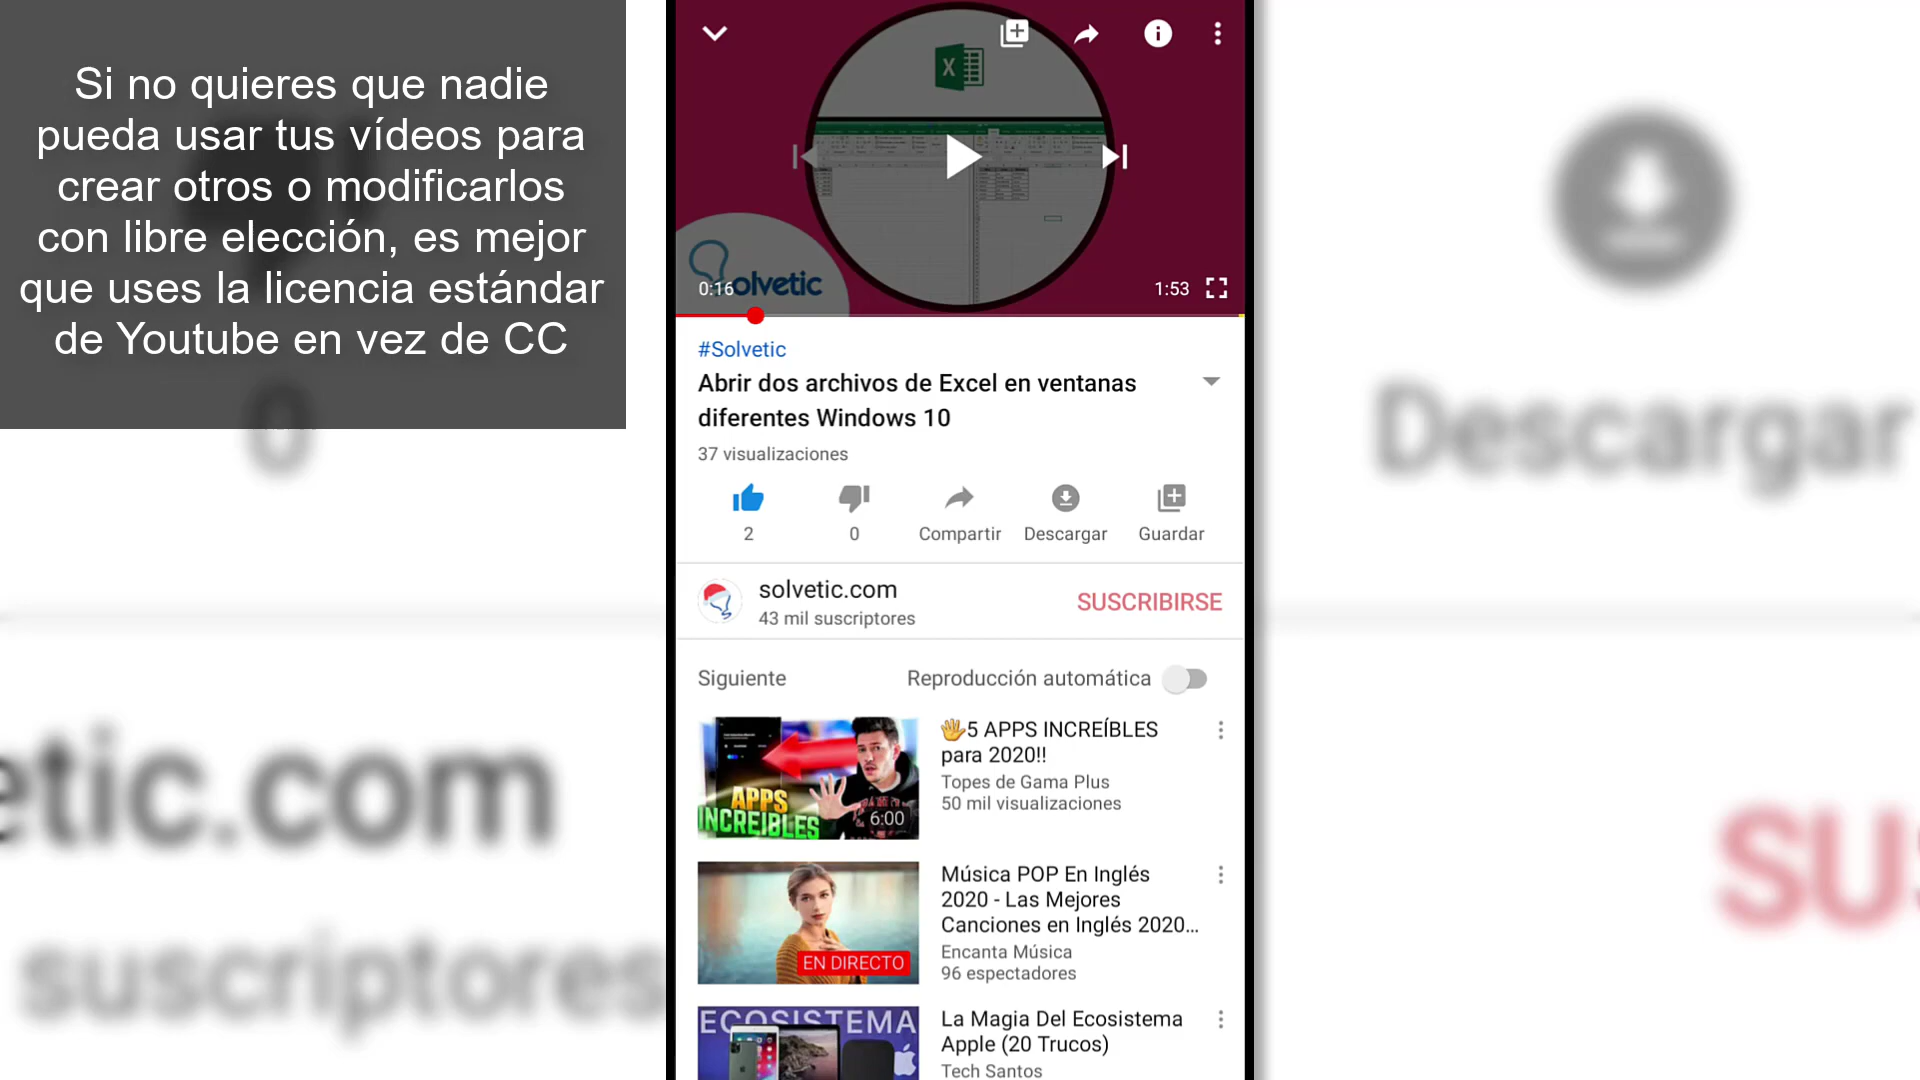 Si no quieres que nadie
pueda usar tus vídeos para
crear otros o modificarlos
con libre elección, es mejor
que uses la licencia estándar
de Youtube en vez de CC
0
etic.com
suscriptores
X
solvetic
0:16
1:53
#Solvetic
Abrir dos archivos de Excel en ventanas
diferentes Windows 10
37 visualizaciones
2
0
Compartir
Descargar
Guardar
solvetic.com
43 mil suscriptores
SUSCRIBIRSE
Siguiente
Reproducción automática
APPS
INCREIBLES
6:00
🖐5 APPS INCREÍBLES
para 2020!!
Topes de Gama Plus
50 mil visualizaciones
EN DIRECTO
Música POP En Inglés
2020 - Las Mejores
Canciones en Inglés 2020...
Encanta Música
96 espectadores
ECOSISTEMA
La Magia Del Ecosistema
Apple (20 Trucos)
Tech Santos
Descargar
SUS